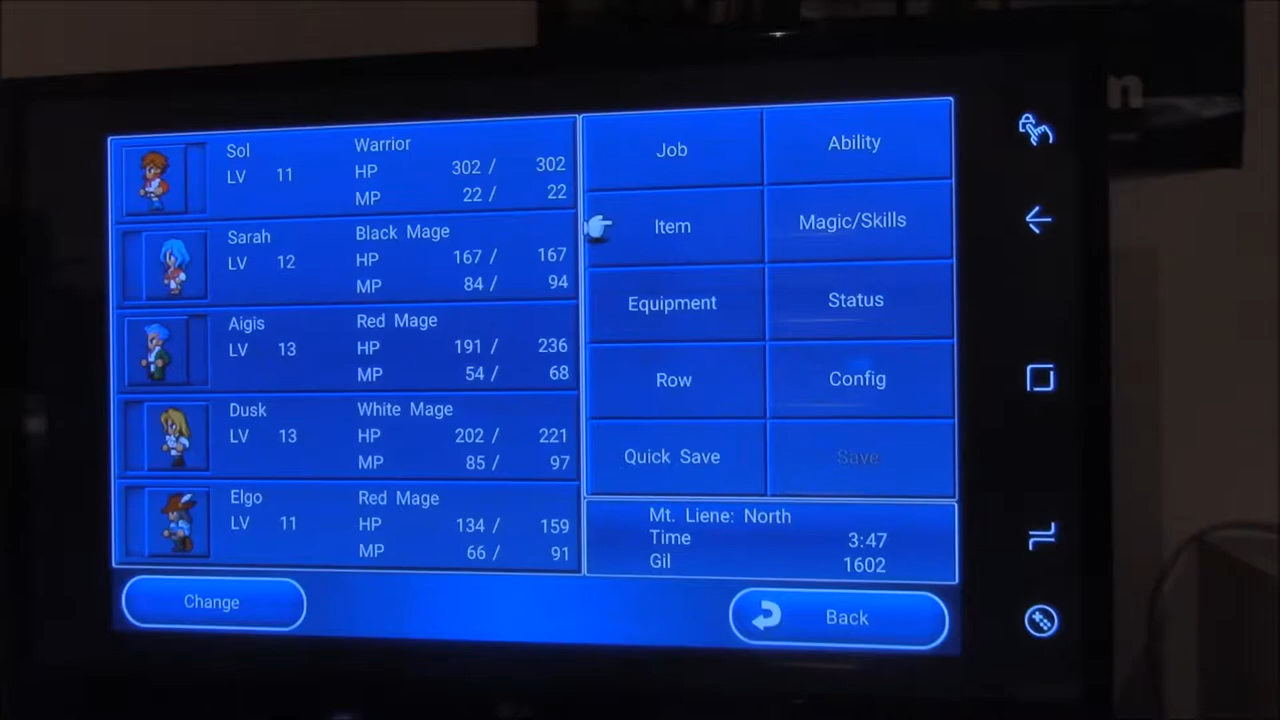 Sol Warrior
LV 11 HP 302 / 302
MP 22 / 22
Sarah Black Mage
LV 12 HP 167 / 167
MP 84 / 94
Aigis Red Mage
LV 13 HP 191 / 236
MP 54 / 68
Dusk White Mage
LV 13 HP 202 / 221
MP 85 / 97
Elgo Red Mage
LV 11 HP 134 / 159
MP 66 / 91
Change
Job Ability
Item Magic/Skills
Equipment Status
Row Config
Quick Save Save
Mt. Liene: North
Time 3:47
Gil 1602
Back
n